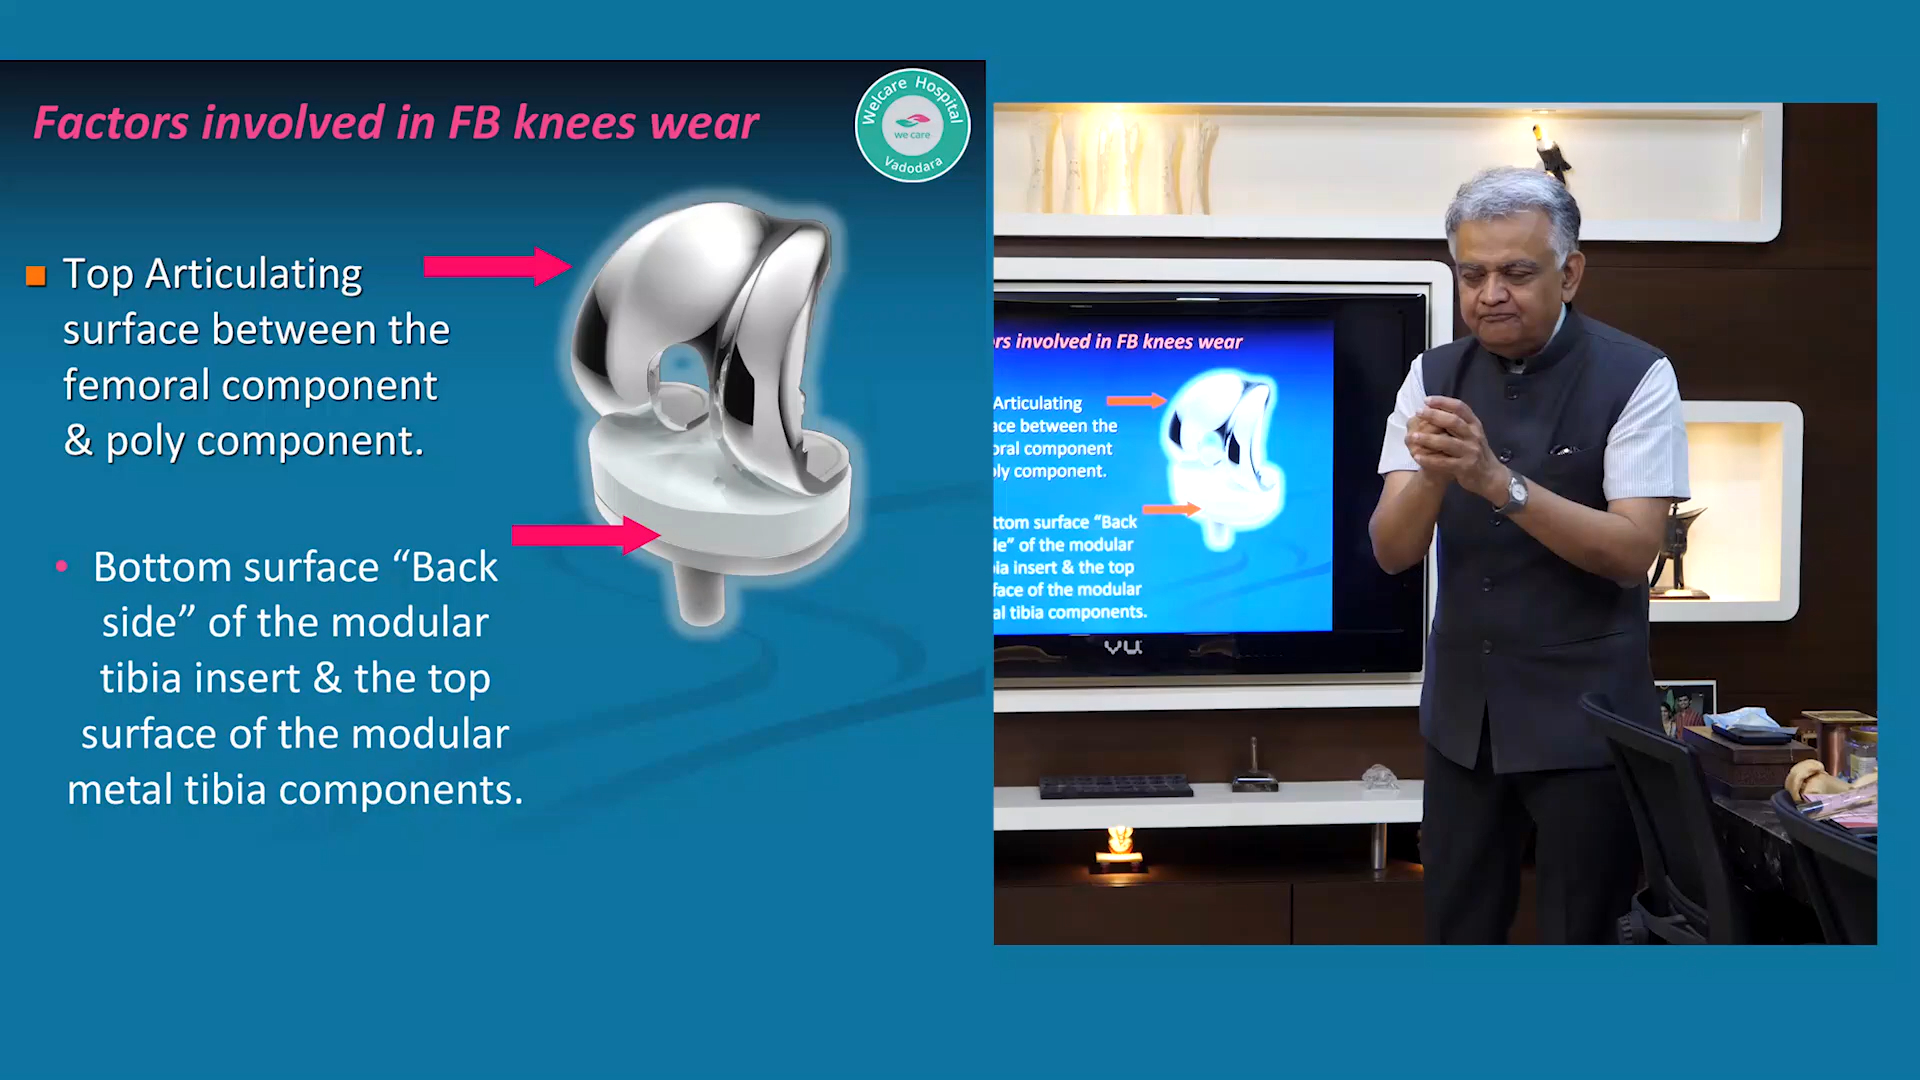 Factors involved in FB knees wear
Welcare Hospital
we care
Vadodara
Top Articulating
surface between the
femoral component
& poly component.
• Bottom surface “Back
side” of the modular
tibia insert & the top
surface of the modular
metal tibia components.
rs involved in FB knees wear
Articulating
ace between the
oral component
ly component.
ttom surface “Back
le” of the modular
ia insert & the top
face of the modular
al tibia components.
vu